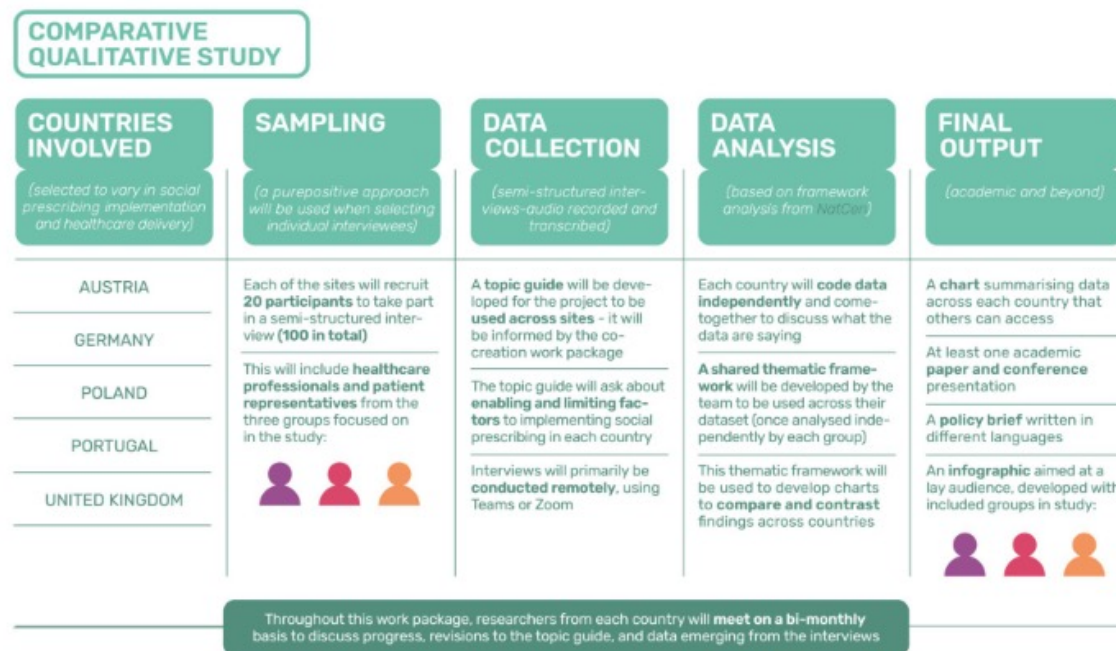 COMPARATIVE
QUALITATIVE STUDY
COUNTRIES
INVOLVED
(selected to vary in social
prescribing implementation
and healthcare delivery)
AUSTRIA
GERMANY
POLAND
PORTUGAL
UNITED KINGDOM
SAMPLING
(a purepositive approach
will be used when selecting
individual interviewees)
Each of the sites will recruit
20 participants to take part
in a semi-structured inter-
view (100 in total)
This will include healthcare
professionals and patient
representatives from the
three groups focused on
in the study:
DATA
COLLECTION
(semi-structured inter-
views-audio recorded and
transcribed)
A topic guide will be deve-
loped for the project to be
used across sites - it will
be informed by the co-
creation work package
The topic guide will ask about
enabling and limiting fac-
tors to implementing social
prescribing in each country
Interviews will primarily be
conducted remotely, using
Teams or Zoom
DATA
ANALYSIS
(based on framework
analysis from NatCen)
Each country will code data
independently and come-
together to discuss what the
data are saying
A shared thematic frame-
work will be developed by the
team to be used across their
dataset (once analysed inde-
pendently by each group)
This thematic framework will
be used to develop charts
to compare and contrast
findings across countries
FINAL
OUTPUT
(academic and beyond)
A chart summarising data
across each country that
others can access
At least one academic
paper and conference
presentation
A policy brief written in
different languages
An infographic aimed at a
lay audience, developed with
included groups in study:
Throughout this work package, researchers from each country will meet on a bi-monthly
basis to discuss progress, revisions to the topic guide, and data emerging from the interviews